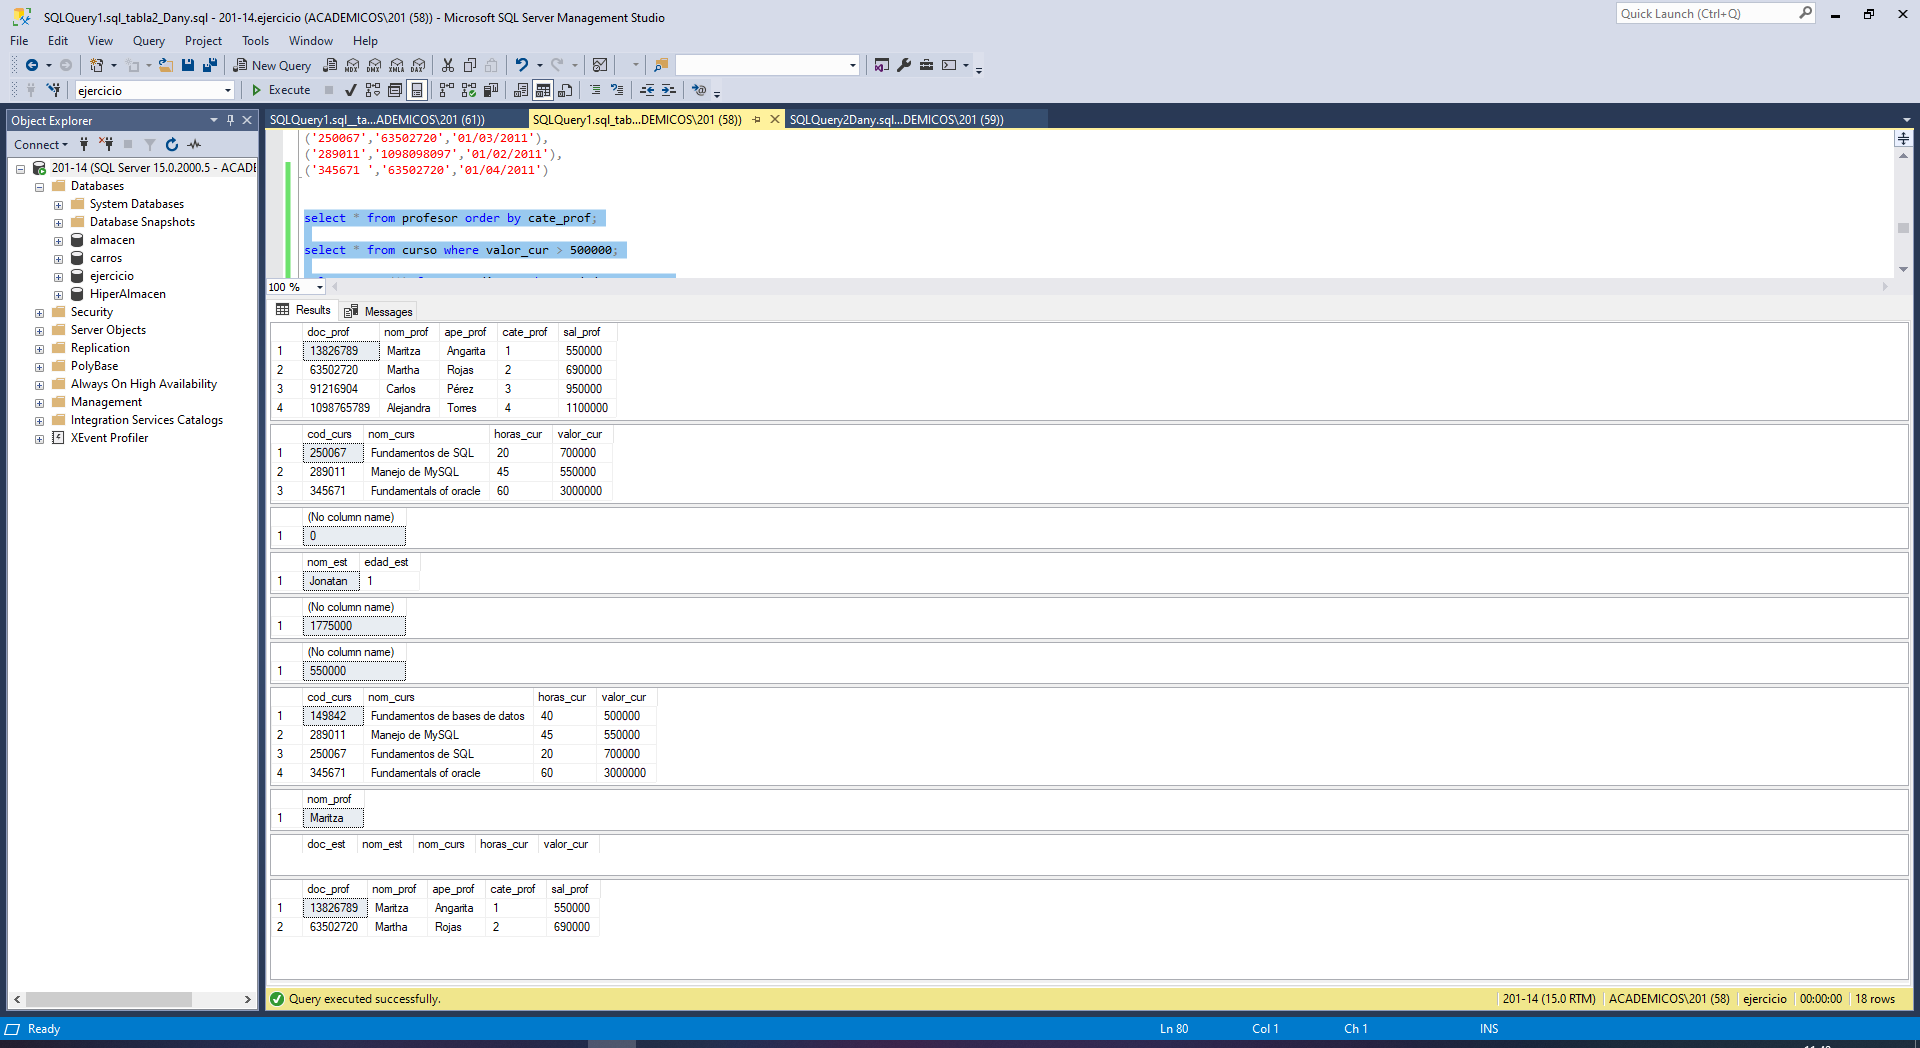 SQLQuery1.sql_tabla2_Dany.sql - 201-14.ejercicio (ACADEMICOS\201 (58)) - Microsoft SQL Server Management Studio
Quick Launch (Ctrl+Q)
File Edit View Query Project Tools Window Help
New Query MDX DMX XMLA DAX
ejercicio Execute
Object Explorer
SQLQuery1.sql__ta...ADEMICOS\201 (61)) SQLQuery1.sql_tab...DEMICOS\201 (58)) SQLQuery2Dany.sql...DEMICOS\201 (59))
Connect
201-14 (SQL Server 15.0.2000.5 - ACADE
Databases
System Databases
Database Snapshots
almacen
carros
ejercicio
HiperAlmacen
Security
Server Objects
Replication
PolyBase
Always On High Availability
Management
Integration Services Catalogs
XEvent Profiler
('250067','63502720','01/03/2011'),
('289011','1098098097','01/02/2011'),
('345671 ','63502720','01/04/2011')
select * from profesor order by cate_prof;
select * from curso where valor_cur > 500000;
100 %
Results Messages
doc_prof nom_prof ape_prof cate_prof sal_prof
1 13826789 Maritza Angarita 1 550000
2 63502720 Martha Rojas 2 690000
3 91216904 Carlos Pérez 3 950000
4 1098765789 Alejandra Torres 4 1100000
cod_curs nom_curs horas_cur valor_cur
1 250067 Fundamentos de SQL 20 700000
2 289011 Manejo de MySQL 45 550000
3 345671 Fundamentals of oracle 60 3000000
(No column name)
1 0
nom_est edad_est
1 Jonatan 1
(No column name)
1 1775000
(No column name)
1 550000
cod_curs nom_curs horas_cur valor_cur
1 149842 Fundamentos de bases de datos 40 500000
2 289011 Manejo de MySQL 45 550000
3 250067 Fundamentos de SQL 20 700000
4 345671 Fundamentals of oracle 60 3000000
nom_prof
1 Maritza
doc_est nom_est nom_curs horas_cur valor_cur
doc_prof nom_prof ape_prof cate_prof sal_prof
1 13826789 Maritza Angarita 1 550000
2 63502720 Martha Rojas 2 690000
Query executed successfully. 201-14 (15.0 RTM) ACADEMICOS\201 (58) ejercicio 00:00:00 18 rows
Ready Ln 80 Col 1 Ch 1 INS